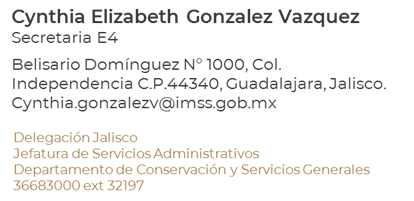 Cynthia Elizabeth Gonzalez Vazquez
Secretaria E4
Belisario Domínguez N° 1000, Col.
Independencia C.P.44340, Guadalajara, Jalisco.
Cynthia.gonzalezv@imss.gob.mx
Delegación Jalisco
Jefatura de Servicios Administrativos
Departamento de Conservación y Servicios Generales
36683000 ext 32197